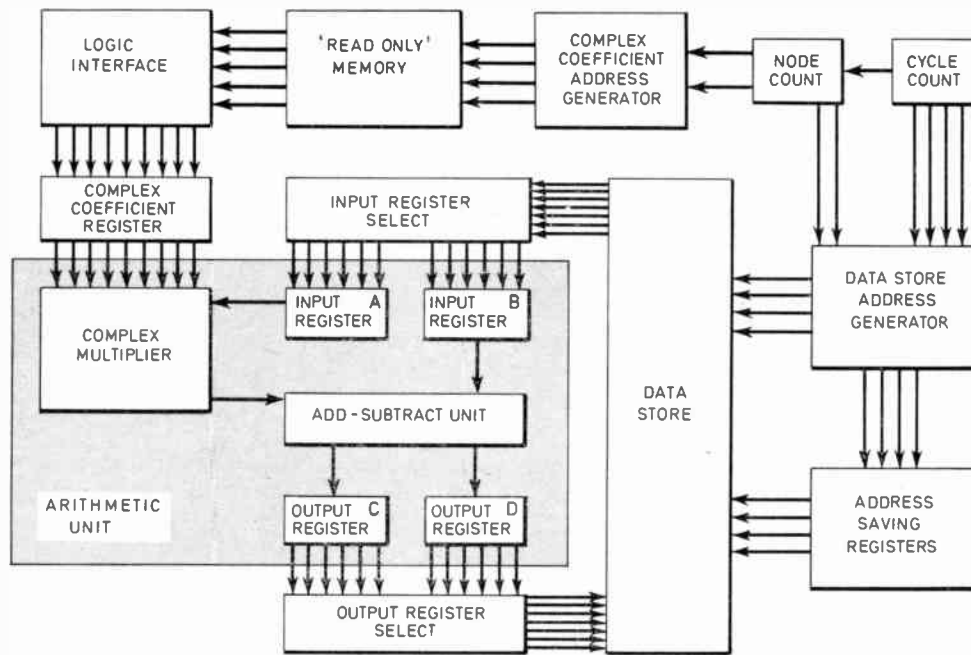 LOGIC
INTERFACE
'READ ONLY'
MEMORY
COMPLEX
COEFFICIENT
ADDRESS
GENERATOR
NODE
COUNT
CYCLE
COUNT
COMPLEX
COEFFICIENT
REGISTER
INPUT REGISTER
SELECT
INPUT A
REGISTER
INPUT B
REGISTER
COMPLEX
MULTIPLIER
DATA STORE
ADDRESS
GENERATOR
ADD-SUBTRACT UNIT
DATA
STORE
ARITHMETIC
UNIT
OUTPUT C
REGISTER
OUTPUT D
REGISTER
ADDRESS
SAVING
REGISTERS
OUTPUT REGISTER
SELECT